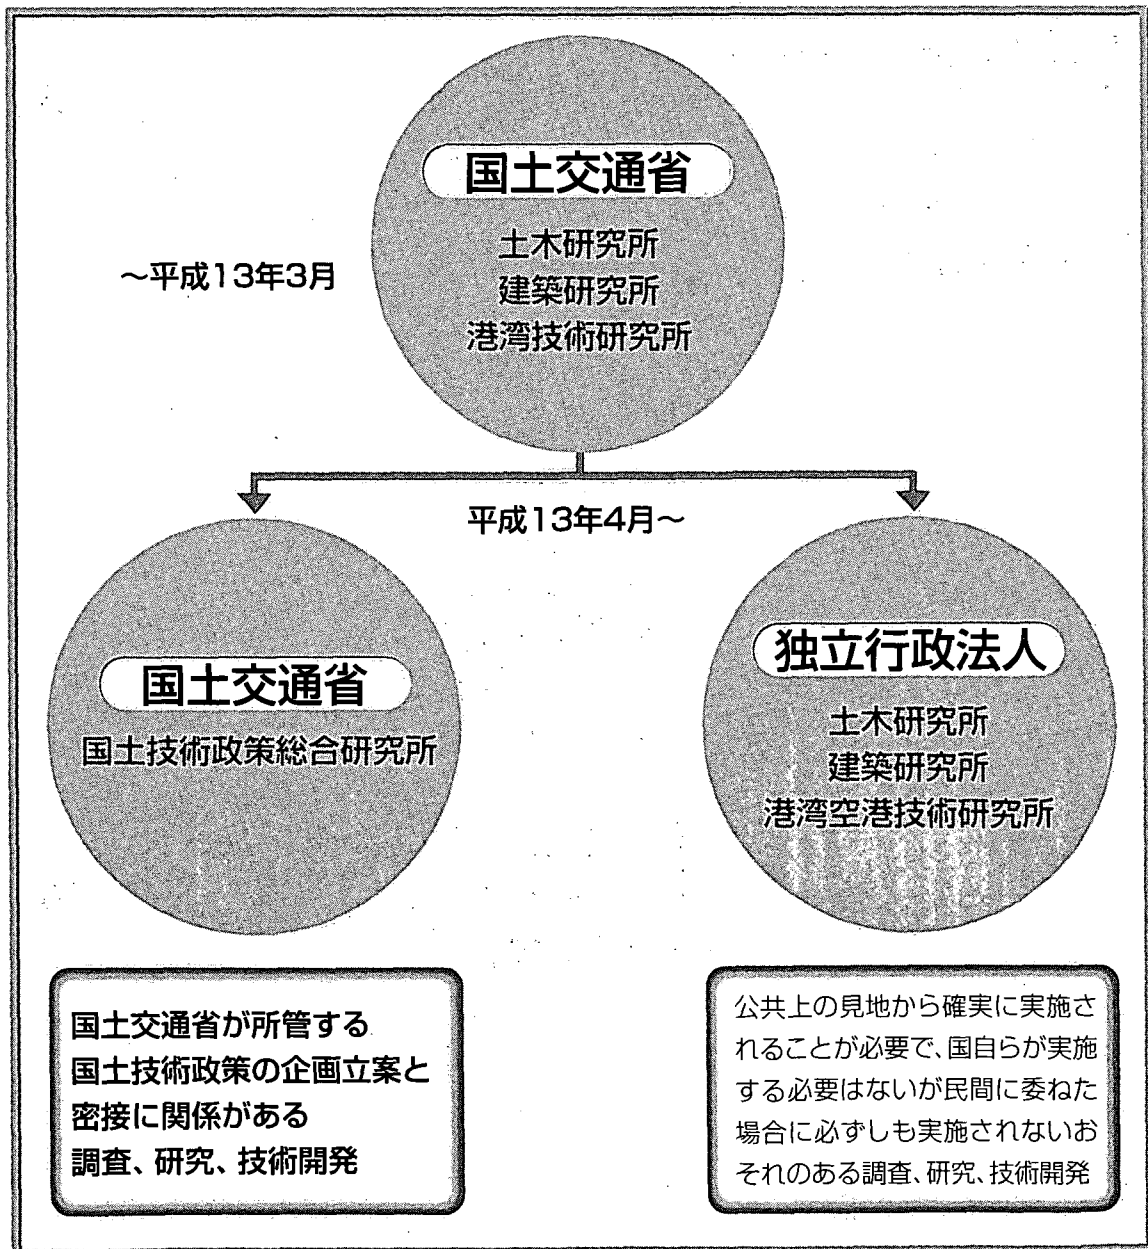 国土交通省
土木研究所
建築研究所
港湾技術研究所
～平成13年3月
平成13年4月～
国土交通省
国土技術政策総合研究所
独立行政法人
土木研究所
建築研究所
港湾空港技術研究所
国土交通省が所管する
国土技術政策の企画立案と
密接に関係がある
調査、研究、技術開発
公共上の見地から確実に実施さ
れることが必要で、国自らが実施
する必要はないが民間に委ねた
場合に必ずしも実施されないお
それのある調査、研究、技術開発